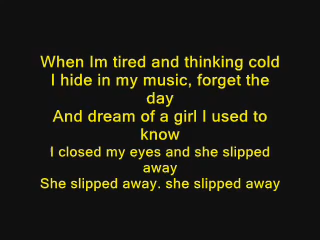 When Im tired and thinking cold
I hide in my music, forget the
day
And dream of a girl I used to
know
I closed my eyes and she slipped
away
She slipped away. she slipped away